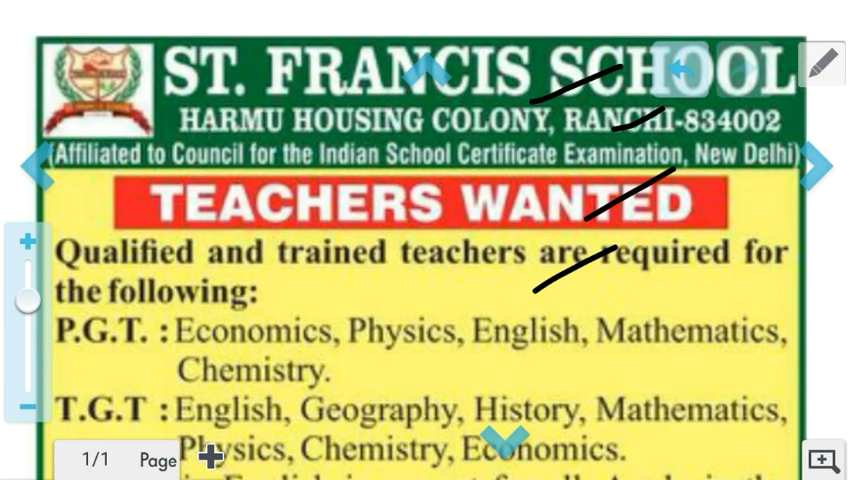 ST. FRANCIS SCHOOL
HARMU HOUSING COLONY, RANCHI-834002
(Affiliated to Council for the Indian School Certificate Examination, New Delhi)
TEACHERS WANTED
Qualified and trained teachers are required for
the following:
P.G.T. : Economics, Physics, English, Mathematics,
Chemistry.
T.G.T : English, Geography, History, Mathematics,
Physics, Chemistry, Economics.
1/1 Page